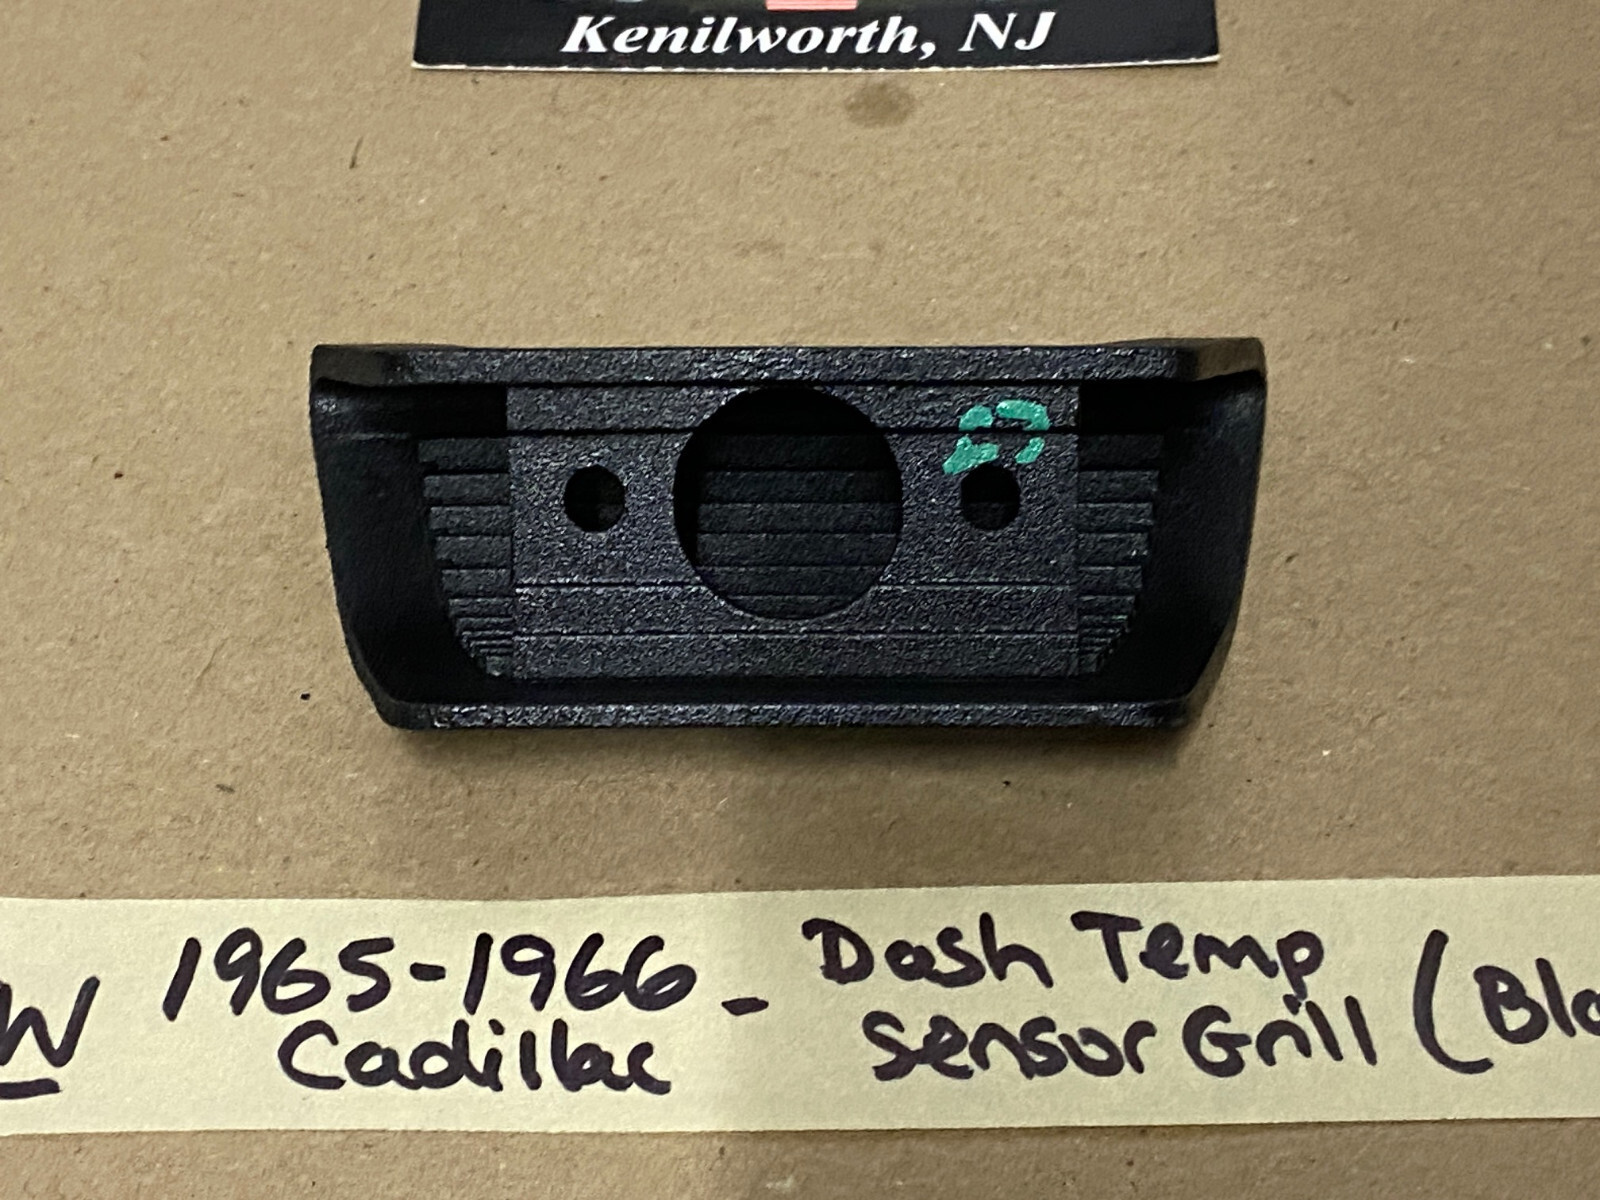 Kenilworth, NJ
1965-1966 - Dash Temp
Cadillac Sensor Grill